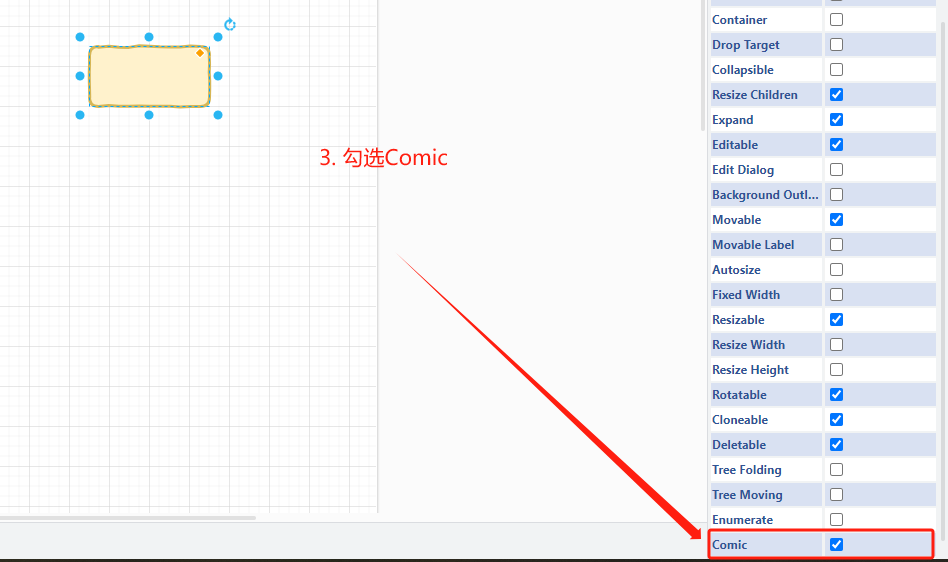 Container
Drop Target
Collapsible
Resize Children
Expand
Editable
Edit Dialog
Background Outl...
Movable
3. 勾选Comic
Movable Label
Autosize
Fixed Width
Resizable
Resize Width
Resize Height
Rotatable
Cloneable
Deletable
Tree Folding
Tree Moving
Enumerate
Comic